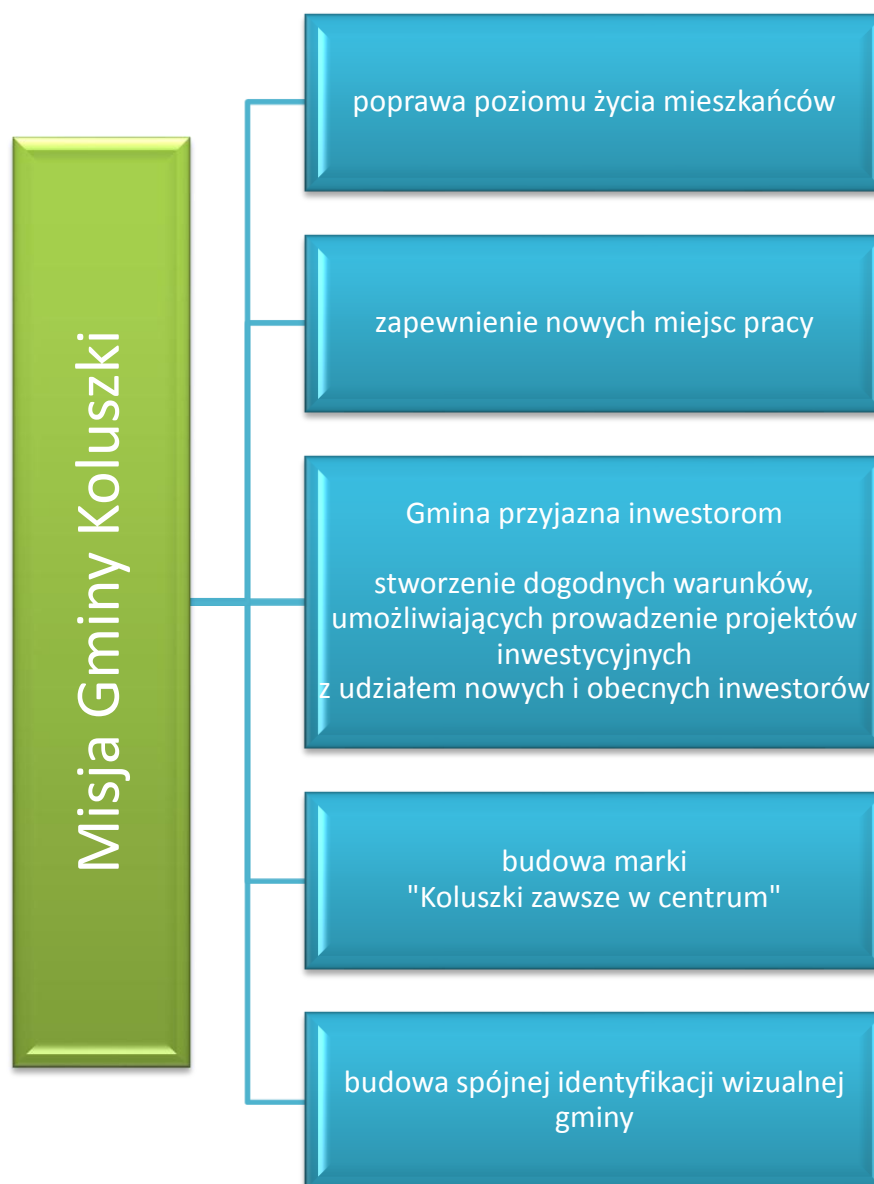 Misja Gminy Koluszki
poprawa poziomu życia mieszkańców
zapewnienie nowych miejsc pracy
Gmina przyjazna inwestorom
stworzenie dogodnych warunków,
umożliwiających prowadzenie projektów
inwestycyjnych
z udziałem nowych i obecnych inwestorów
budowa marki
"Koluszki zawsze w centrum"
budowa spójnej identyfikacji wizualnej
gminy